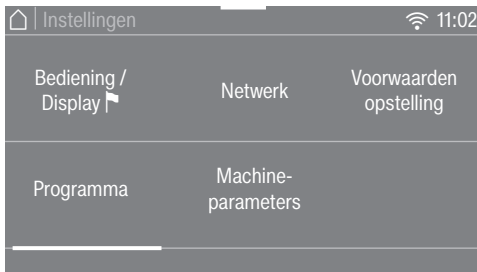 Instellingen 11:02
Bediening / 
Display
Netwerk
Voorwaarden
opstelling
Programma
Machine-
parameters